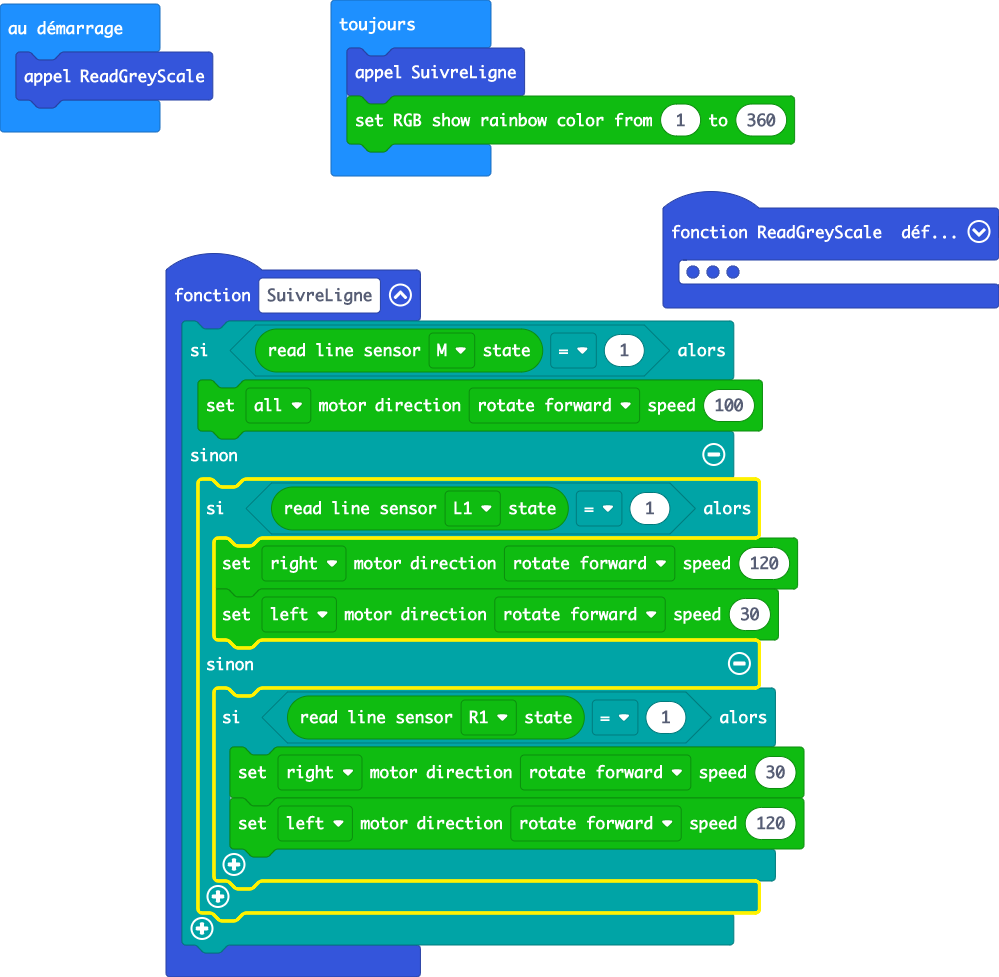 au démarrage
appel ReadGreyScale
toujours
appel SuivreLigne
set RGB show rainbow color from 1 to 360
fonction ReadGreyScale déf...
fonction SuivreLigne
si read line sensor M state = 1 alors
set all motor direction rotate forward speed 100
sinon
si read line sensor L1 state = 1 alors
set right motor direction rotate forward speed 120
set left motor direction rotate forward speed 30
sinon
si read line sensor R1 state = 1 alors
set right motor direction rotate forward speed 30
set left motor direction rotate forward speed 120